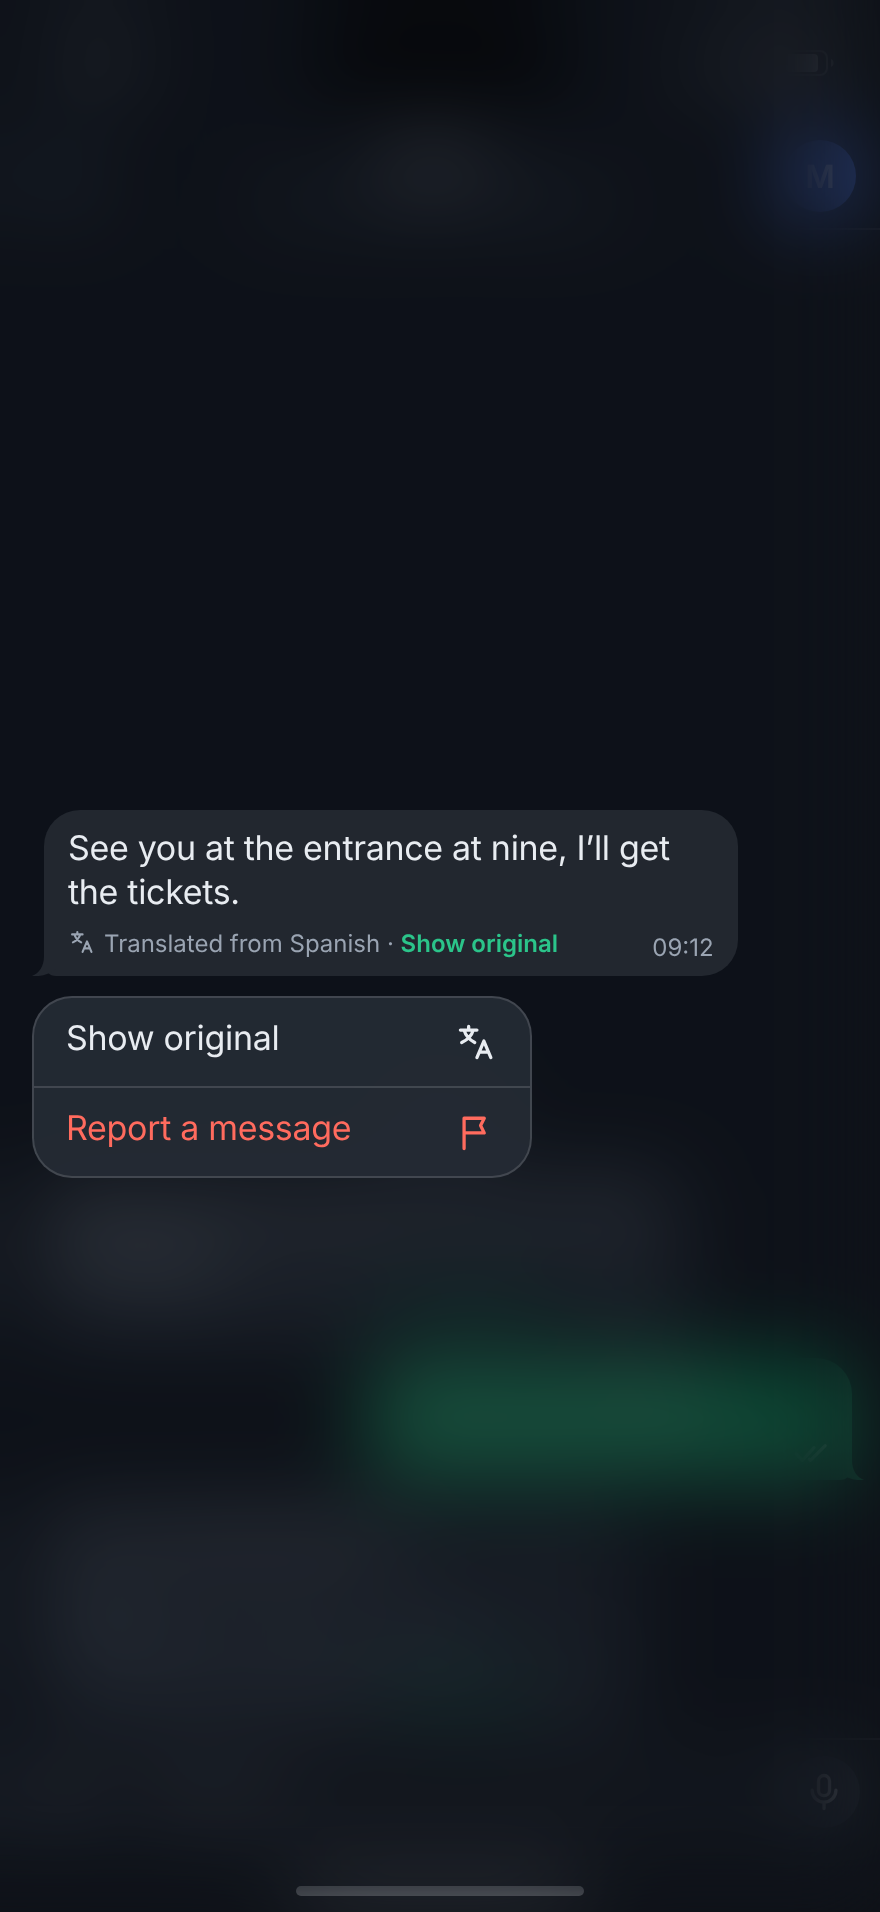 M
See you at the entrance at nine, I’ll get
the tickets.
Translated from Spanish · Show original
09:12
Show original
Report a message